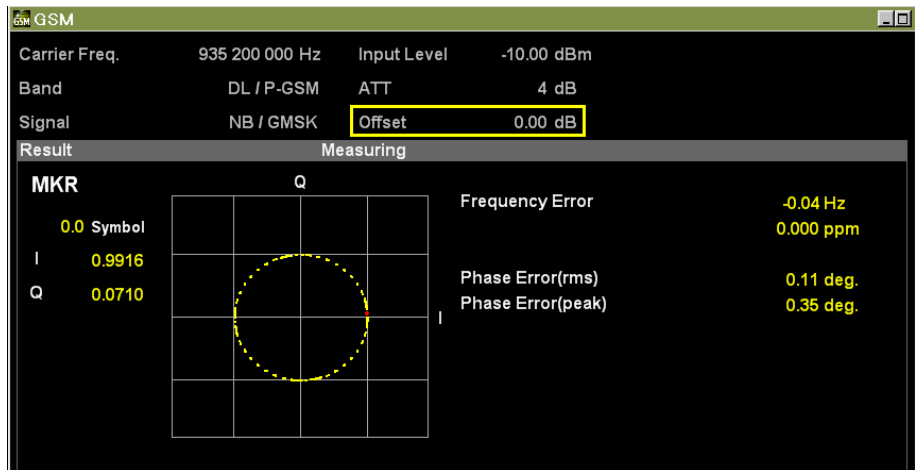 GSM GSM
Carrier Freq. 935 200 000 Hz Input Level -10.00 dBm
Band DL / P-GSM ATT 4 dB
Signal NB / GMSK Offset 0.00 dB
Result Measuring
MKR
0.0 Symbol
I 0.9916
Q 0.0710
Q
I
Frequency Error -0.04 Hz
0.000 ppm
Phase Error(rms) 0.11 deg.
Phase Error(peak) 0.35 deg.